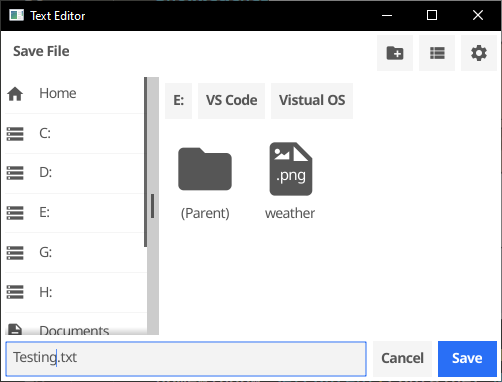 Text Editor
Save File
Home
C:
D:
E:
G:
H:
Documents
E: VS Code Vistual OS
.png
(Parent) weather
Testing.txt
Cancel Save